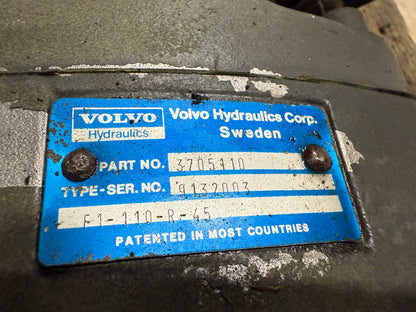 VOLVO
Hydraulics
Volvo Hydraulics Corp.
Sweden
PART NO. 3705110
TYPE-SER. NO. 9132003
F1-110-R-45
PATENTED IN MOST COUNTRIES